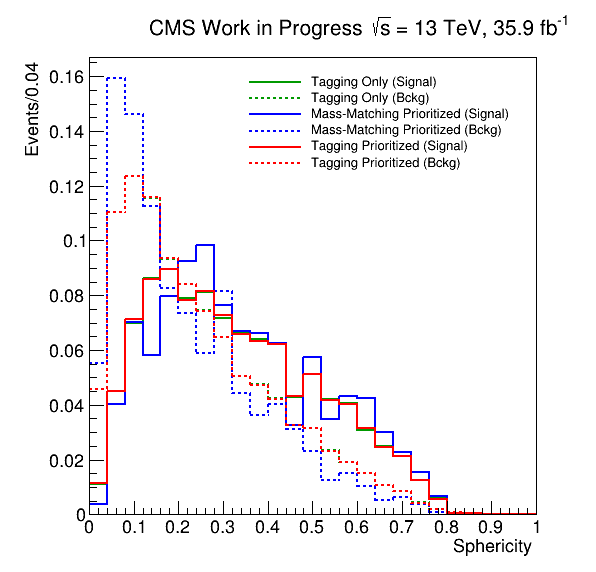 CMS Work in Progress √s = 13 TeV, 35.9 fb⁻¹
Events/0.04
0.16
0.14
0.12
0.1
0.08
0.06
0.04
0.02
0
Tagging Only (Signal)
Tagging Only (Bckg)
Mass-Matching Prioritized (Signal)
Mass-Matching Prioritized (Bckg)
Tagging Prioritized (Signal)
Tagging Prioritized (Bckg)
0 0.1 0.2 0.3 0.4 0.5 0.6 0.7 0.8 0.9 1
Sphericity